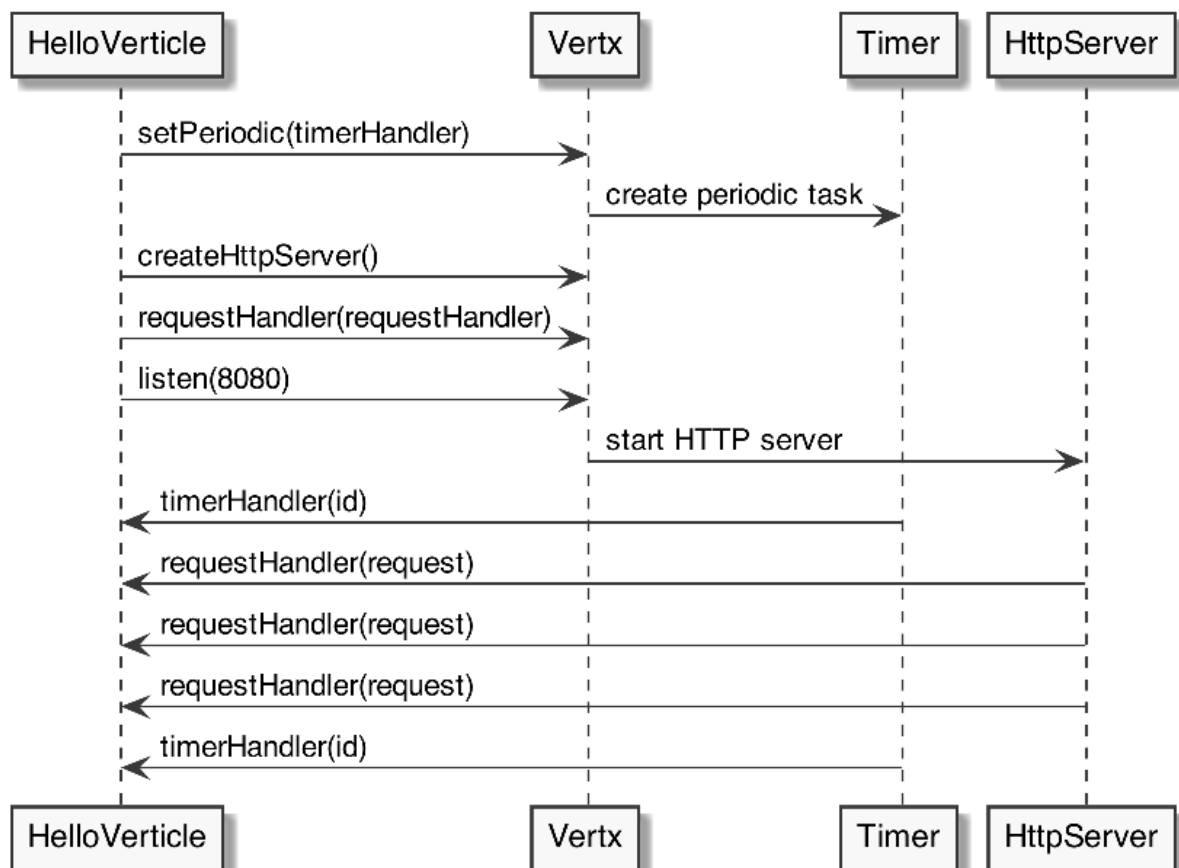 HelloVerticle Vertx Timer HttpServer
setPeriodic(timerHandler)
create periodic task
createHttpServer()
requestHandler(requestHandler)
listen(8080)
start HTTP server
timerHandler(id)
requestHandler(request)
requestHandler(request)
requestHandler(request)
timerHandler(id)
HelloVerticle Vertx Timer HttpServer